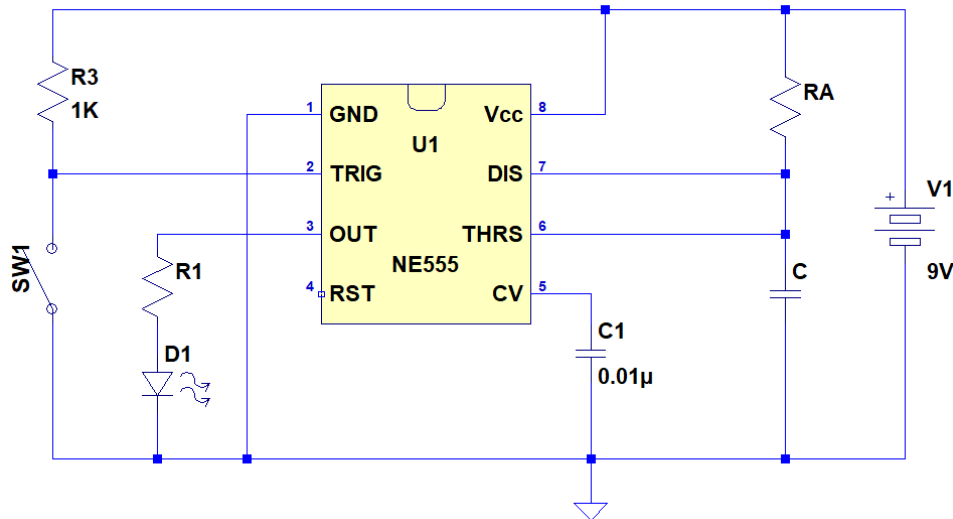 R3
1K
SW1
R1
D1
1
GND
2
TRIG
3
OUT
4
RST
U1
NE555
Vcc
8
DIS
7
THRS
6
CV
5
C1
0.01µ
RA
C
+
V1
9V